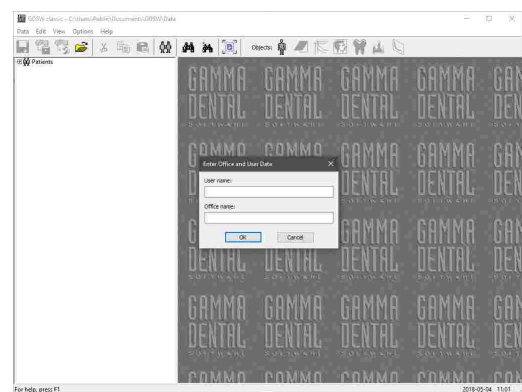 GDSW classic - C:\Users\Public\Documents\GDSW\Data
Data Edit View Options Help
Objects:
Patients
GAMMA DENTAL SOFTWARE
Enter Office and User Data
User name:
Office name:
OK Cancel
For help, press F1
2018-05-04 11:01